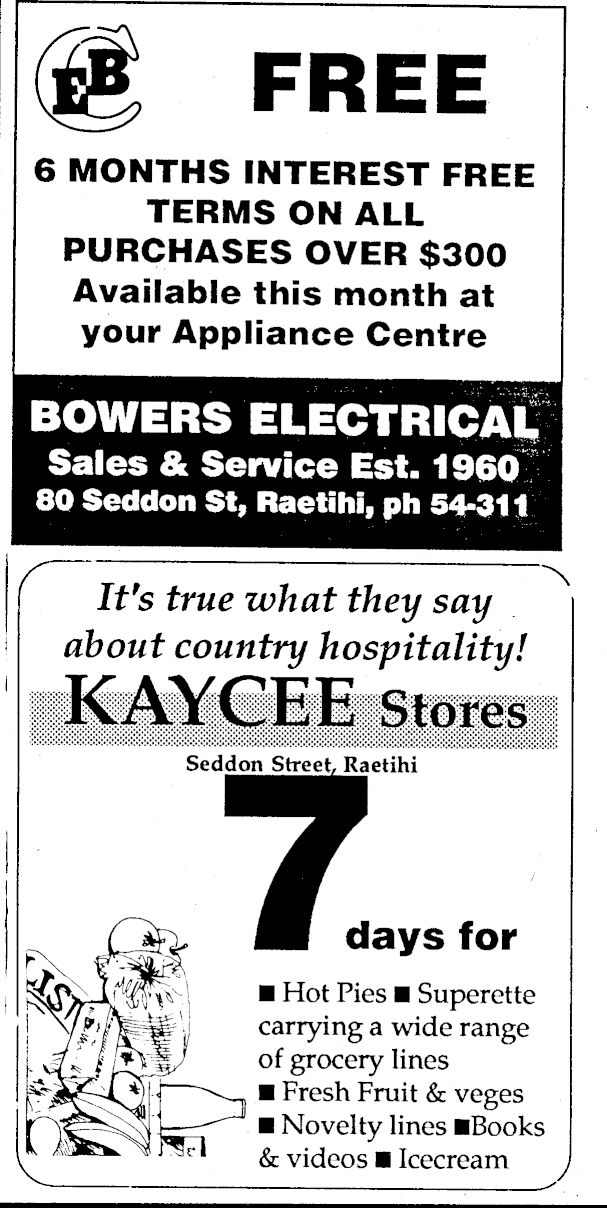 CEB
FREE
6 MONTHS INTEREST FREE
TERMS ON ALL
PURCHASES OVER $300
Available this month at
your Appliance Centre
BOWERS ELECTRICAL
Sales & Service Est. 1960
80 Seddon St, Raetihi, ph 54-311
It's true what they say
about country hospitality!
KAYCEE Stores
Seddon Street, Raetihi
7
days for
■ Hot Pies ■ Superette
carrying a wide range
of grocery lines
■ Fresh Fruit & veges
■ Novelty lines ■Books
& videos ■ Icecream
LIST